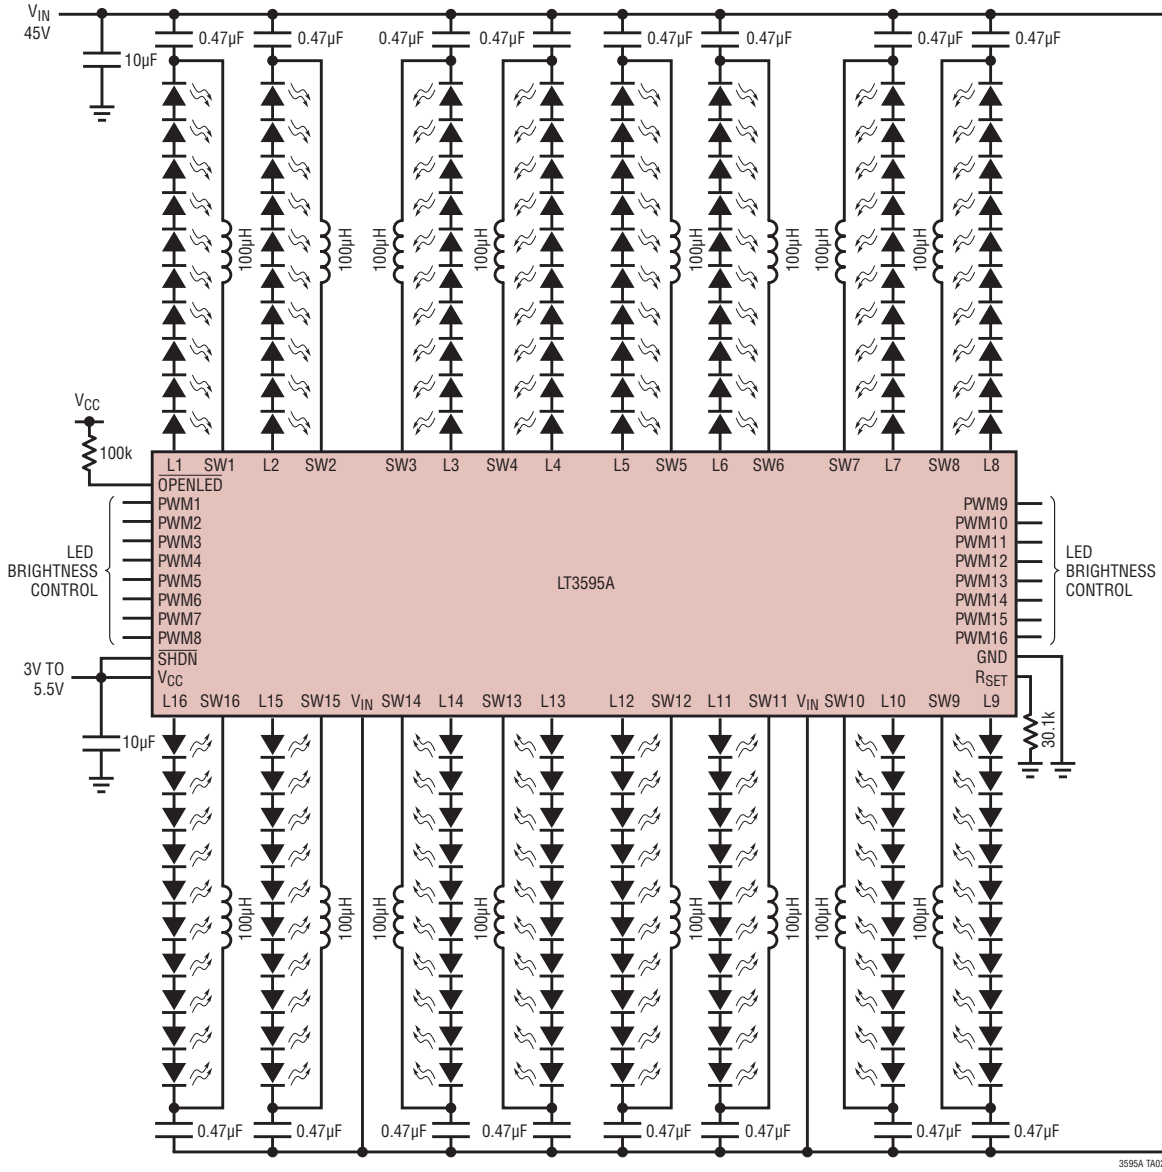 VIN
45V
10µF
0.47µF 0.47µF 0.47µF 0.47µF 0.47µF 0.47µF 0.47µF 0.47µF
100µH 100µH 100µH 100µH 100µH 100µH 100µH 100µH
VCC
100k
L1 SW1 L2 SW2 SW3 L3 SW4 L4 L5 SW5 L6 SW6 SW7 L7 SW8 L8
OPENLED
PWM1
PWM2
PWM3
PWM4
PWM5
PWM6
PWM7
PWM8
SHDN
VCC
LED
BRIGHTNESS
CONTROL
3V TO
5.5V
10µF
LT3595A
PWM9
PWM10
PWM11
PWM12
PWM13
PWM14
PWM15
PWM16
GND
RSET
LED
BRIGHTNESS
CONTROL
30.1k
L16 SW16 L15 SW15 VIN SW14 L14 SW13 L13 L12 SW12 L11 SW11 VIN SW10 L10 SW9 L9
100µH 100µH 100µH 100µH 100µH 100µH 100µH 100µH
0.47µF 0.47µF 0.47µF 0.47µF 0.47µF 0.47µF 0.47µF 0.47µF
3595A